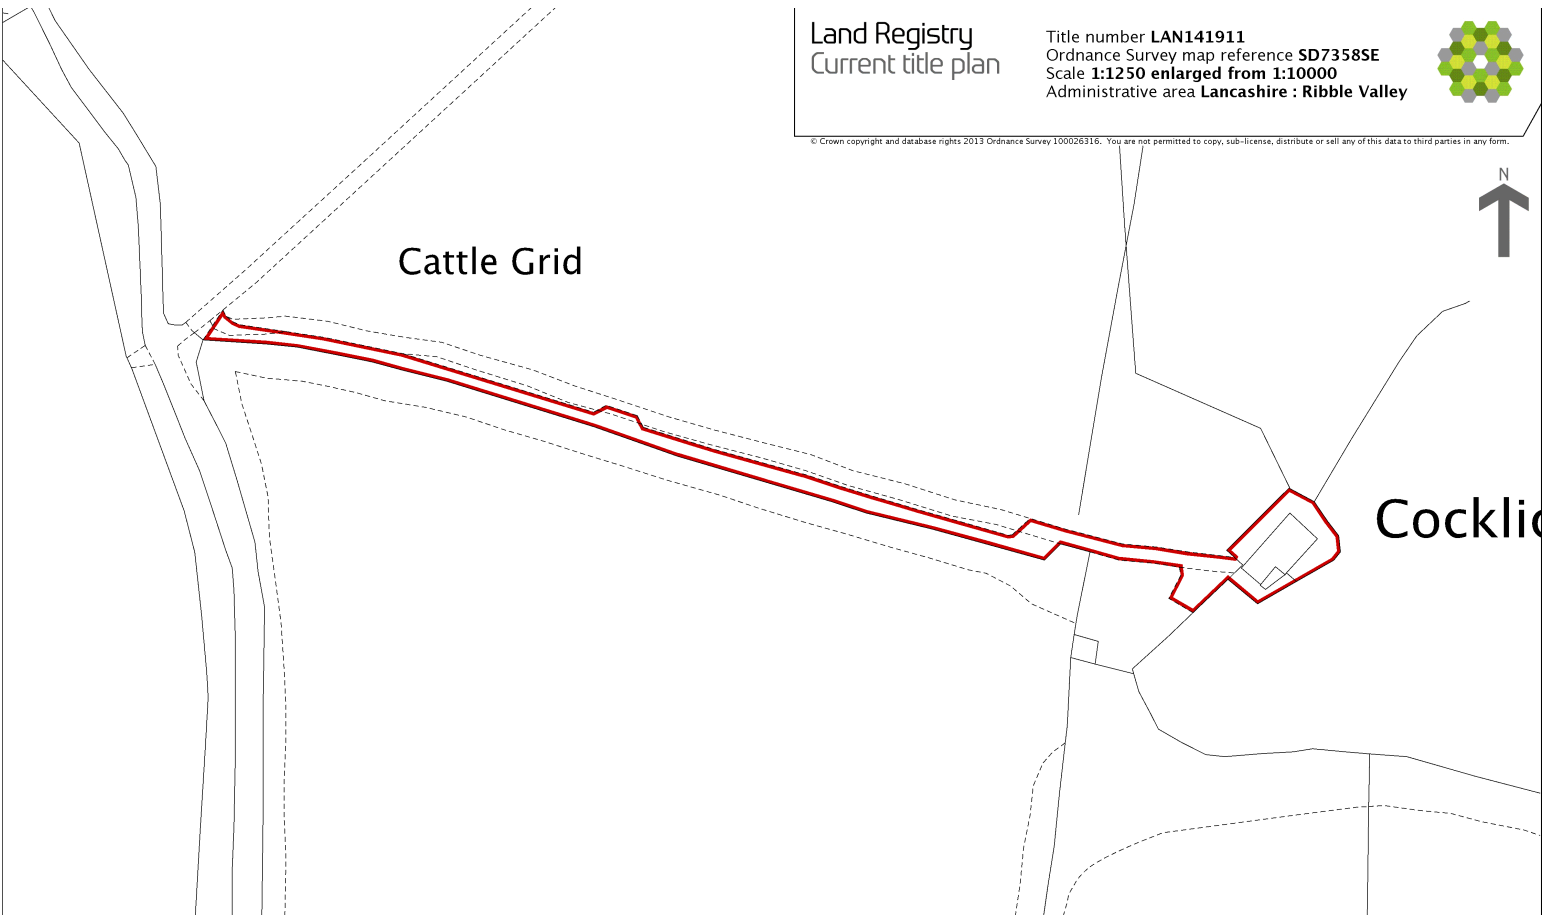 Land Registry
Current title plan
Title number LAN141911
Ordnance Survey map reference SD7358SE
Scale 1:1250 enlarged from 1:10000
Administrative area Lancashire : Ribble Valley
© Crown copyright and database rights 2013 Ordnance Survey 100026316. You are not permitted to copy, sub-license, distribute or sell any of this data to third parties in any form.
N
Cattle Grid